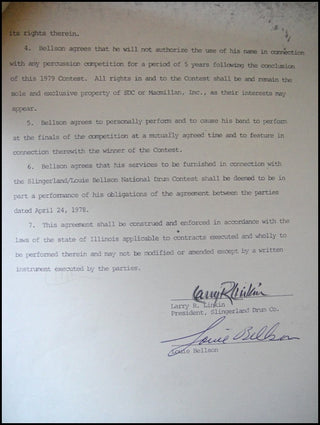 its rights therein.
4. Bellson agrees that he will not authorize the use of his name in connection
with any percussion competition for a period of 5 years following the conclusion
of this 1979 Contest. All rights in and to the Contest shall be and remain the
sole and exclusive property of SDC or Macmillan, Inc., as their interests may
appear.
5. Bellson agrees to personally perform and to cause his band to perform
at the finals of the competition at a mutually agreed time and to feature in
connection therewith the winner of the Contest.
6. Bellson agrees that his services to be furnished in connection with
the Slingerland/Louie Bellson National Drum Contest shall be deemed to be in
part a performance of his obligations of the agreement between the parties
dated April 24, 1978.
7. This agreement shall be construed and enforced in accordance with the
laws of the state of Illinois applicable to contracts executed and wholly to
be performed therein and may not be modified or amended except by a written
instrument executed by the parties.
Larry R Linkin
Larry R. Linkin
President, Slingerland Drum Co.
Louie Bellson
Louie Bellson